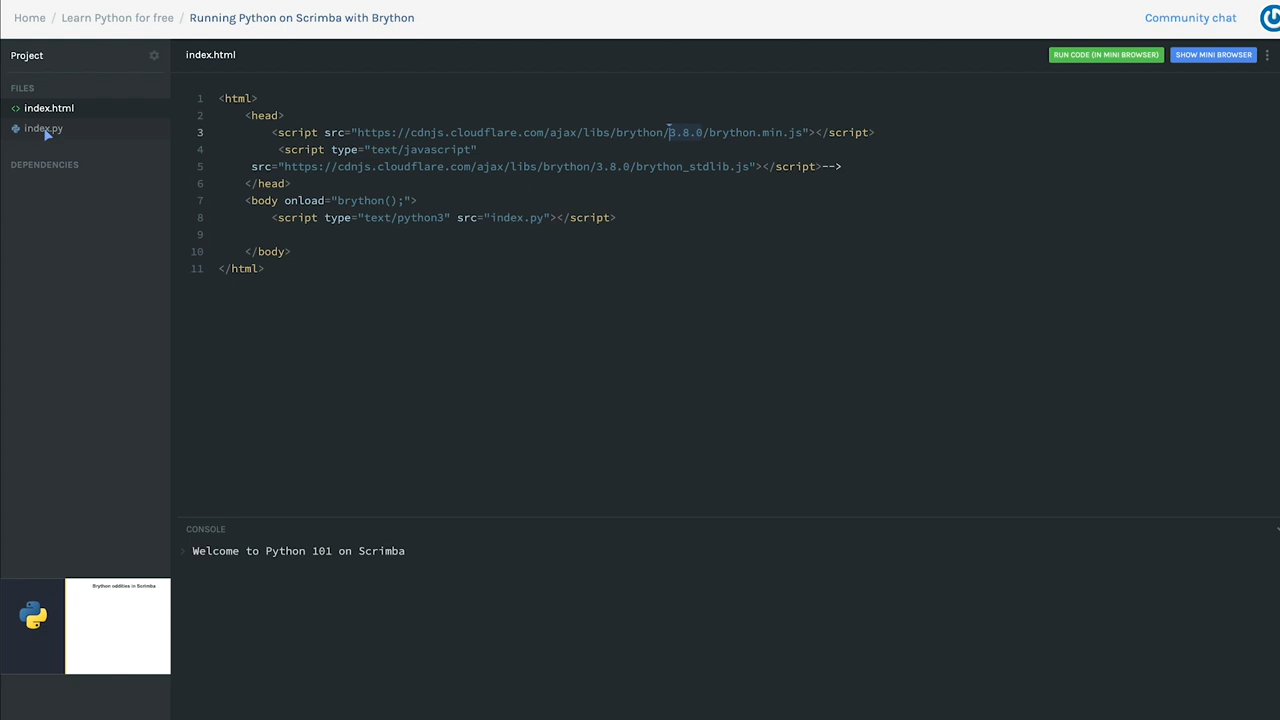 Home / Learn Python for free / Running Python on Scrimba with Brython
Community chat
Project
index.html
RUN CODE (IN MINI BROWSER)
SHOW MINI BROWSER
FILES
index.html
index.py
DEPENDENCIES
1 <html>
2 <head>
3 <script src="https://cdnjs.cloudflare.com/ajax/libs/brython/3.8.0/brython.min.js"></script>
4 <script type="text/javascript"
5 src="https://cdnjs.cloudflare.com/ajax/libs/brython/3.8.0/brython_stdlib.js"></script>-->
6 </head>
7 <body onload="brython();">
8 <script type="text/python3" src="index.py"></script>
9
10 </body>
11 </html>
CONSOLE
Welcome to Python 101 on Scrimba
Brython oddities in Scrimba